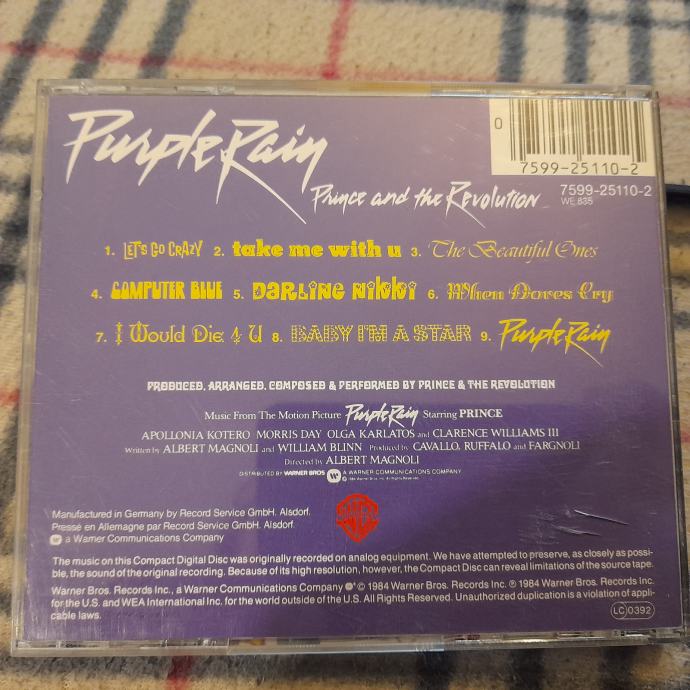 Purple Rain
Prince and the Revolution
0
7599-25110-2
7599-25110-2
WE 835
1. LET'S GO CRAZY 2. take me with u 3. The Beautiful Ones
4. COMPUTER BLUE 5. DARLING Nikki 6. When Doves Cry
7. I Would Die 4 U 8. BABY I'M A STAR 9. Purple Rain
PRODUCED, ARRANGED, COMPOSED & PERFORMED BY PRINCE & THE REVOLUTION
Music From The Motion Picture Purple Rain Starring PRINCE
APOLLONIA KOTERO MORRIS DAY OLGA KARLATOS and CLARENCE WILLIAMS III
Written by ALBERT MAGNOLI and WILLIAM BLINN Produced by CAVALLO, RUFFALO and FARGNOLI
Directed by ALBERT MAGNOLI
DISTRIBUTED BY WARNER BROS. A WARNER COMMUNICATIONS COMPANY
Manufactured in Germany by Record Service GmbH. Alsdorf.
Pressé en Allemagne par Record Service GmbH. Alsdorf.
a Warner Communications Company
The music on this Compact Digital Disc was originally recorded on analog equipment. We have attempted to preserve, as closely as possi-
ble, the sound of the original recording. Because of its high resolution, however, the Compact Disc can reveal limitations of the source tape.
Warner Bros. Records Inc., a Warner Communications Company © 1984 Warner Bros. Records Inc. ℗ 1984 Warner Bros. Records Inc.
for the U.S. and WEA International Inc. for the world outside of the U.S. All Rights Reserved. Unauthorized duplication is a violation of appli-
cable laws.
LC 0392